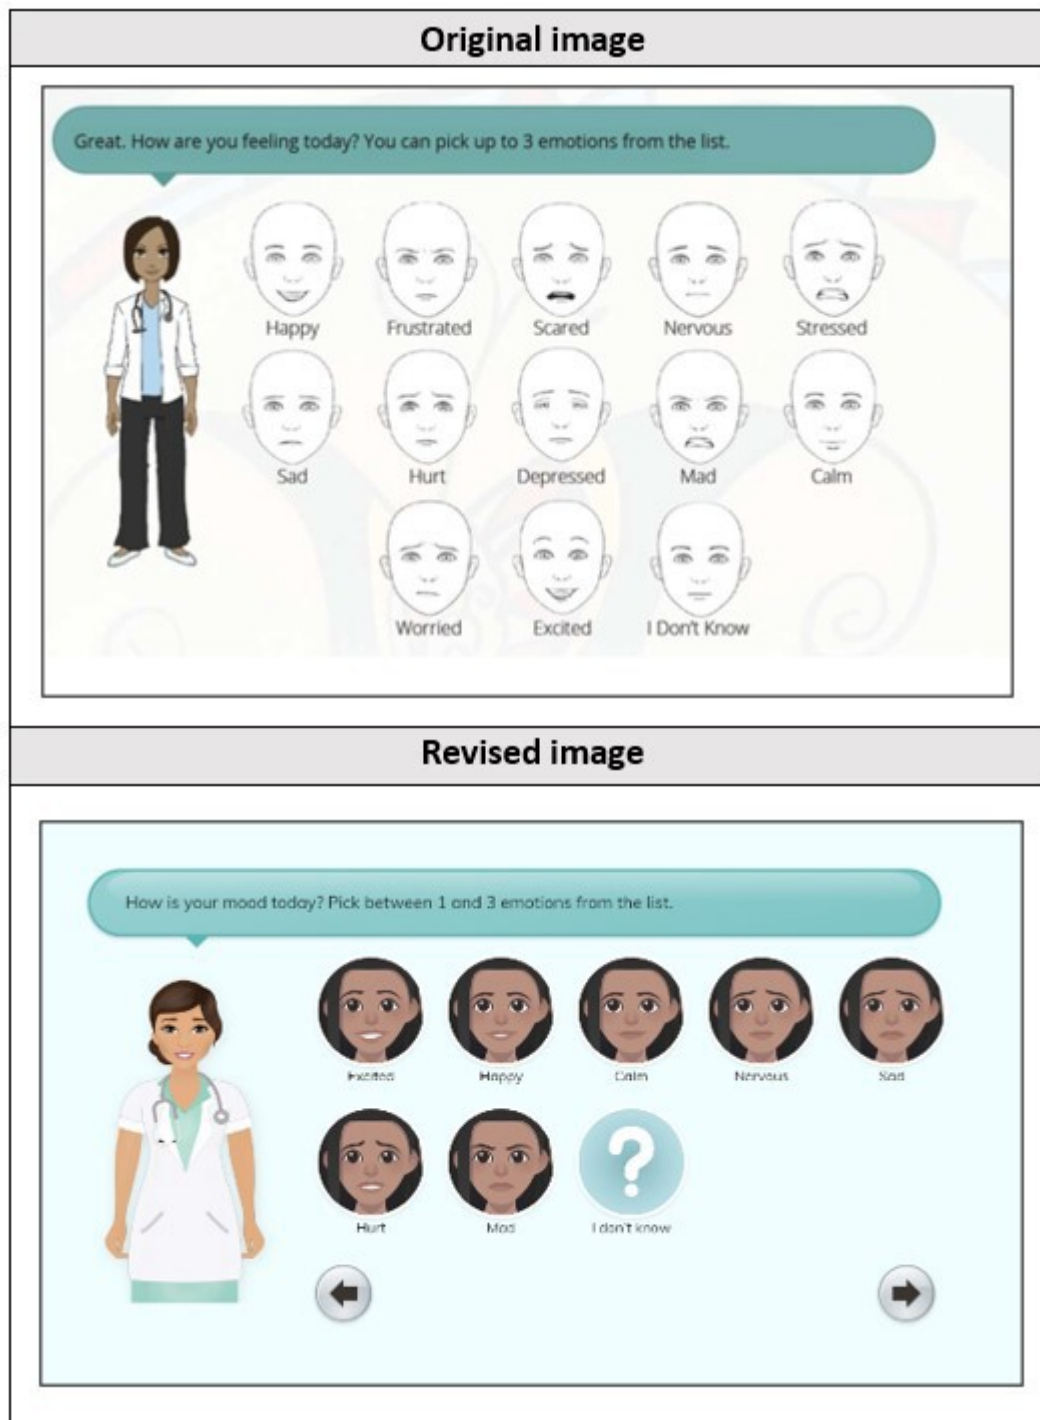 Original image
Great. How are you feeling today? You can pick up to 3 emotions from the list.
Happy Frustrated Scared Nervous Stressed
Sad Hurt Depressed Mad Calm
Worried Excited I Don't Know
Revised image
How is your mood today? Pick between 1 and 3 emotions from the list.
Excited Happy Calm Nervous Sad
Hurt Mad I don't know